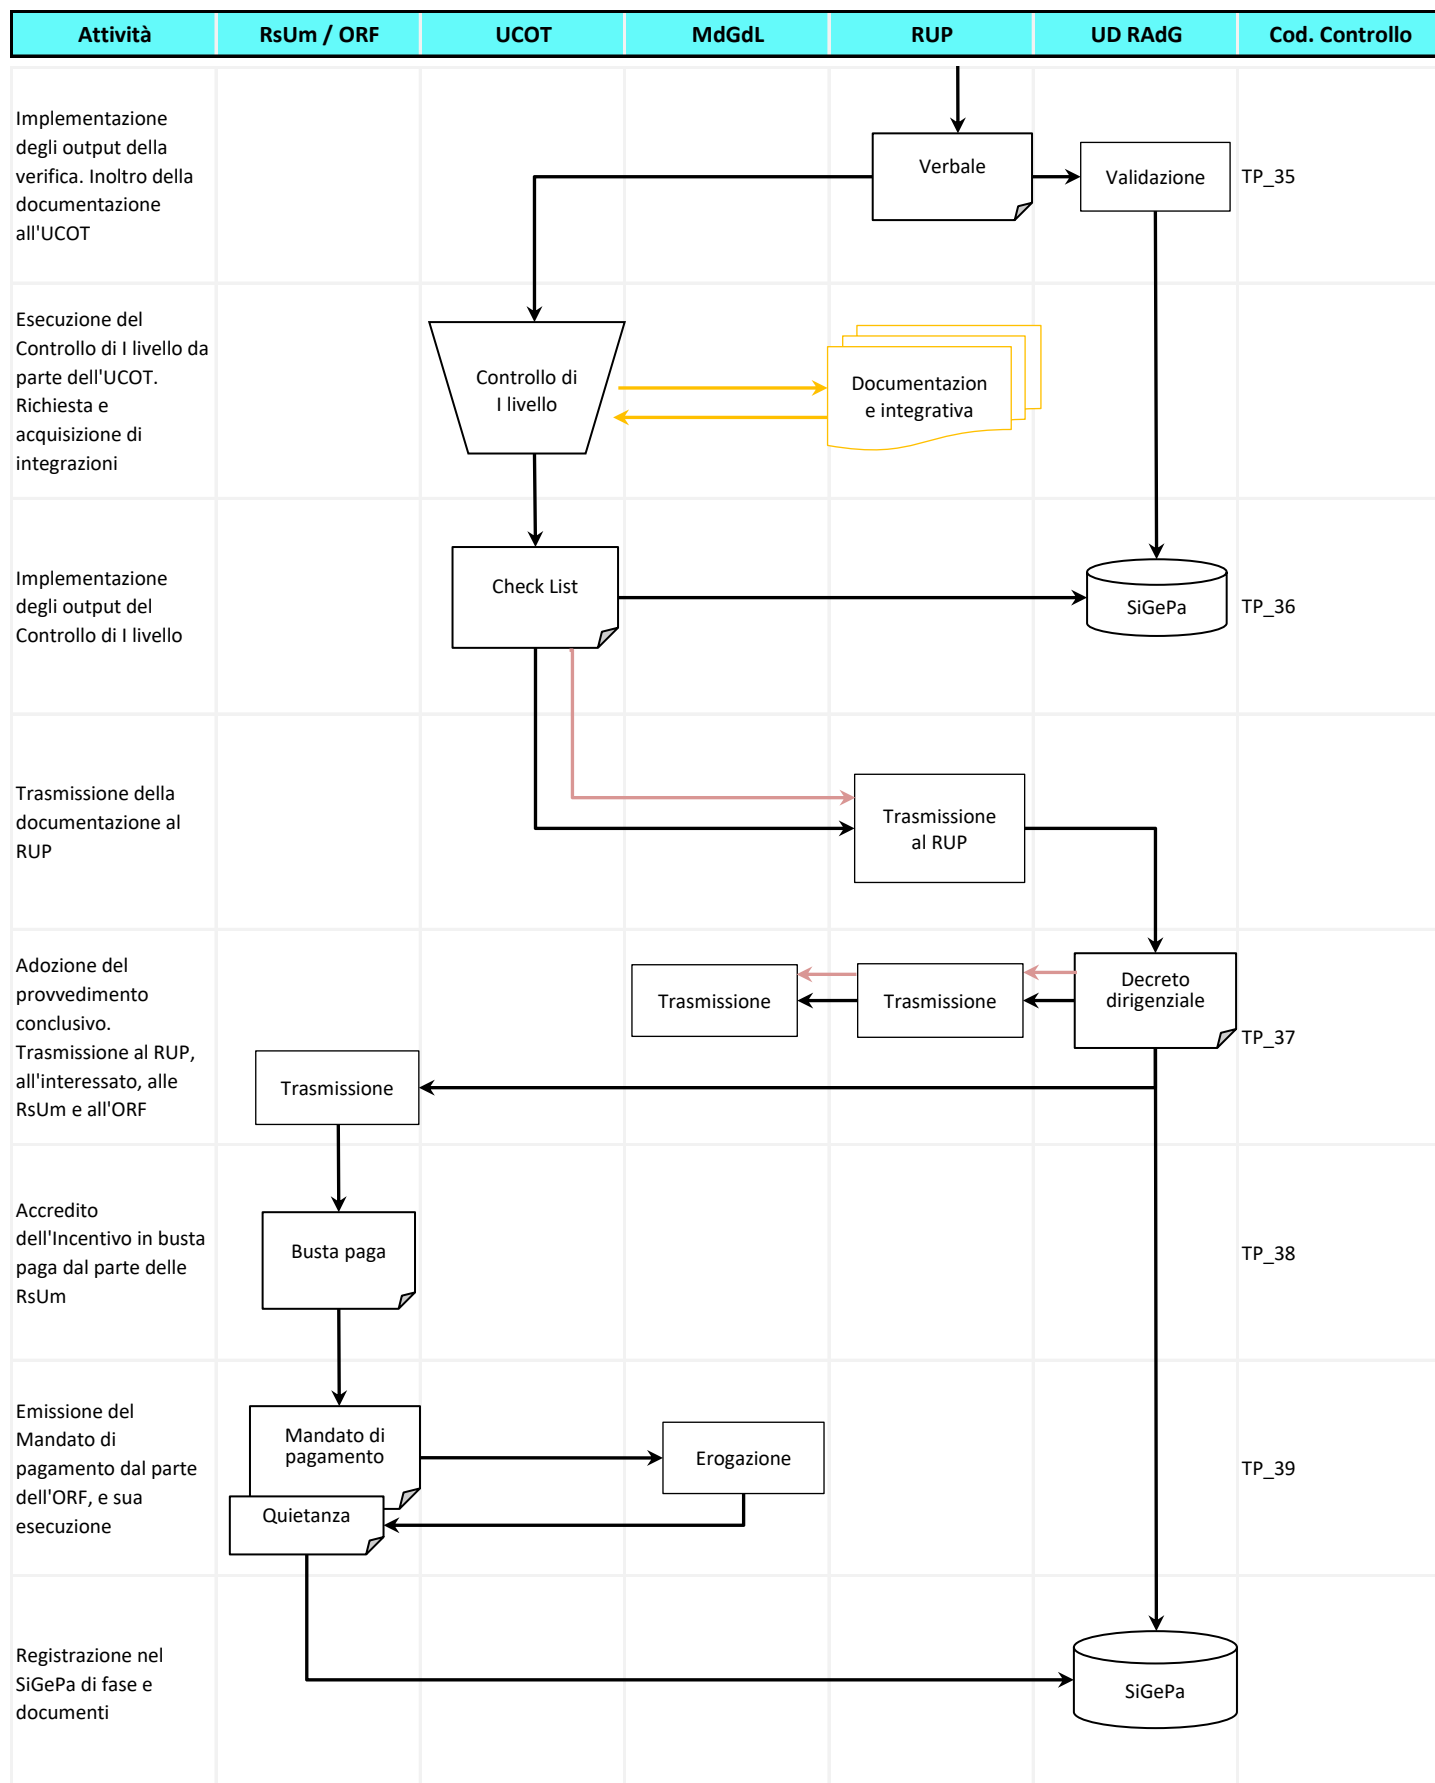 Attività RsUm / ORF UCOT MdGdL RUP UD RAdG Cod. Controllo
Implementazione
degli output della
verifica. Inoltro della
documentazione
all'UCOT
Verbale
Validazione
TP_35
Esecuzione del
Controllo di I livello da
parte dell'UCOT.
Richiesta e
acquisizione di
integrazioni
Controllo di
I livello
Documentazion
e integrativa
Implementazione
degli output del
Controllo di I livello
Check List
SiGePa
TP_36
Trasmissione della
documentazione al
RUP
Trasmissione
al RUP
Adozione del
provvedimento
conclusivo.
Trasmissione al RUP,
all'interessato, alle
RsUm e all'ORF
Trasmissione
Trasmissione
Trasmissione
Decreto
dirigenziale
TP_37
Accredito
dell'Incentivo in busta
paga dal parte delle
RsUm
Busta paga
TP_38
Emissione del
Mandato di
pagamento dal parte
dell'ORF, e sua
esecuzione
Mandato di
pagamento
Quietanza
Erogazione
TP_39
Registrazione nel
SiGePa di fase e
documenti
SiGePa